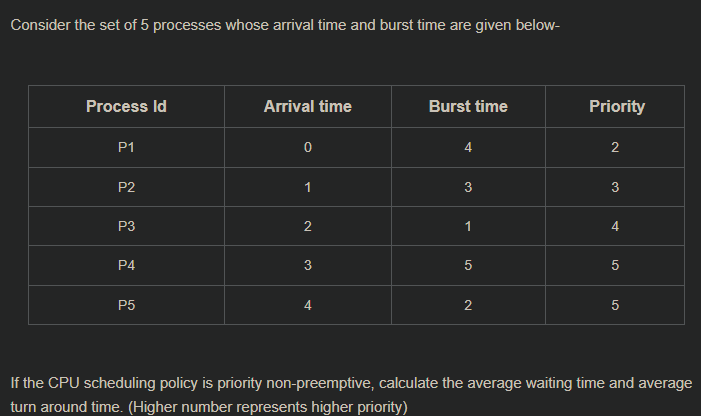 Consider the set of 5 processes whose arrival time and burst time are given below-
Process Id Arrival time Burst time Priority
P1 0 4 2
P2 1 3 3
P3 2 1 4
P4 3 5 5
P5 4 2 5
If the CPU scheduling policy is priority non-preemptive, calculate the average waiting time and average
turn around time. (Higher number represents higher priority)